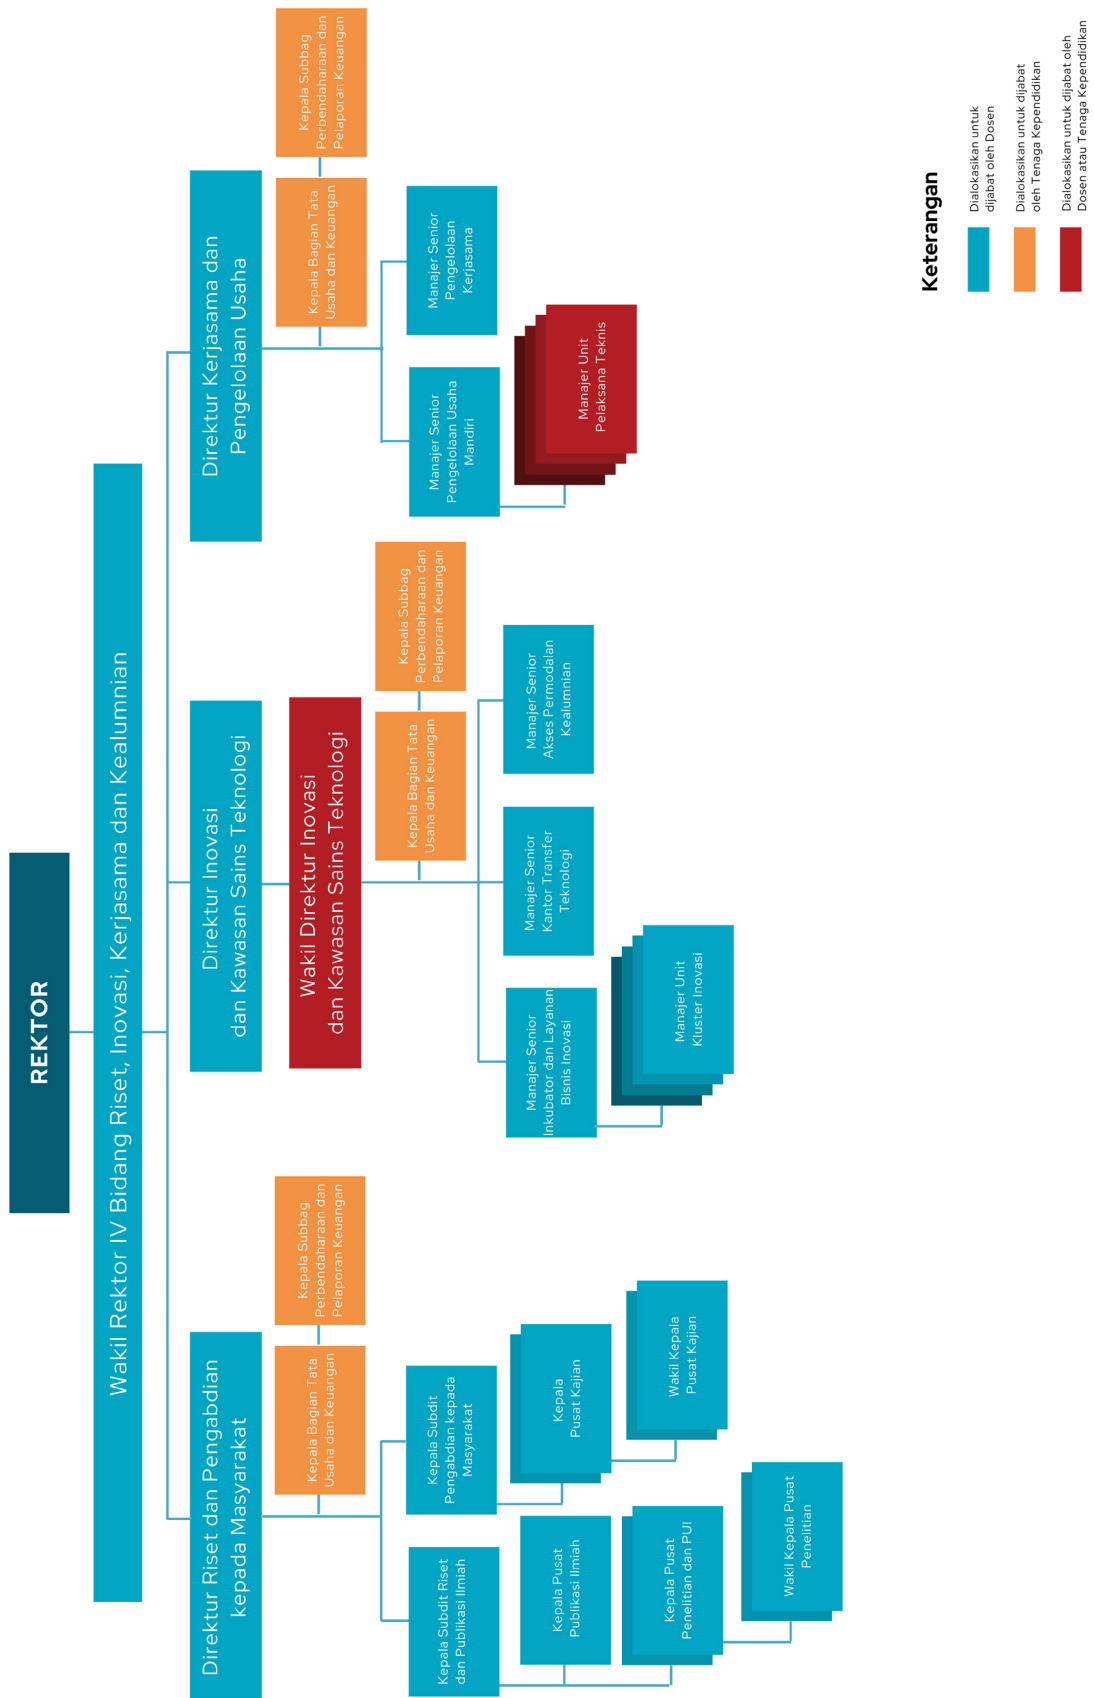 REKTOR
Wakil Rektor IV Bidang Riset, Inovasi, Kerjasama dan Kealumnian
Direktur Riset dan Pengabdian
kepada Masyarakat
Kepala Bagian Tata
Usaha dan Keuangan
Kepala Subbag
Perbendaharaan dan
Pelaporan Keuangan
Kepala Subdit Riset
dan Publikasi Ilmiah
Kepala Subdit
Pengabdian kepada
Masyarakat
Kepala Pusat
Publikasi Ilmiah
Kepala
Pusat Kajian
Kepala Pusat
Penelitian dan PUI
Wakil Kepala
Pusat Kajian
Wakil Kepala Pusat
Penelitian
Direktur Inovasi
dan Kawasan Sains Teknologi
Wakil Direktur Inovasi
dan Kawasan Sains Teknologi
Kepala Bagian Tata
Usaha dan Keuangan
Kepala Subbag
Perbendaharaan dan
Pelaporan Keuangan
Manajer Senior
Inkubator dan Layanan
Bisnis Inovasi
Manajer Senior
Kantor Transfer
Teknologi
Manajer Senior
Akses Permodalan
Kealumnian
Manajer Unit
Kluster Inovasi
Direktur Kerjasama dan
Pengelolaan Usaha
Kepala Bagian Tata
Usaha dan Keuangan
Kepala Subbag
Perbendaharaan dan
Pelaporan Keuangan
Manajer Senior
Pengelolaan Usaha
Mandiri
Manajer Senior
Pengelolaan
Kerjasama
Manajer Unit
Pelaksana Teknis
Keterangan
Dialokasikan untuk
dijabat oleh Dosen
Dialokasikan untuk dijabat
oleh Tenaga Kependidikan
Dialokasikan untuk dijabat oleh
Dosen atau Tenaga Kependidikan